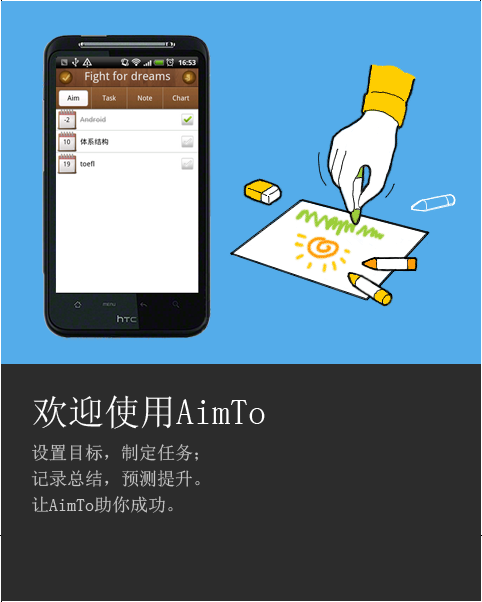 16:53
Fight for dreams
Aim
Task
Note
Chart
-2
Android
10
体系结构
19
toefl
menu
hTC
欢迎使用AimTo
设置目标，制定任务；
记录总结，预测提升。
让AimTo助你成功。